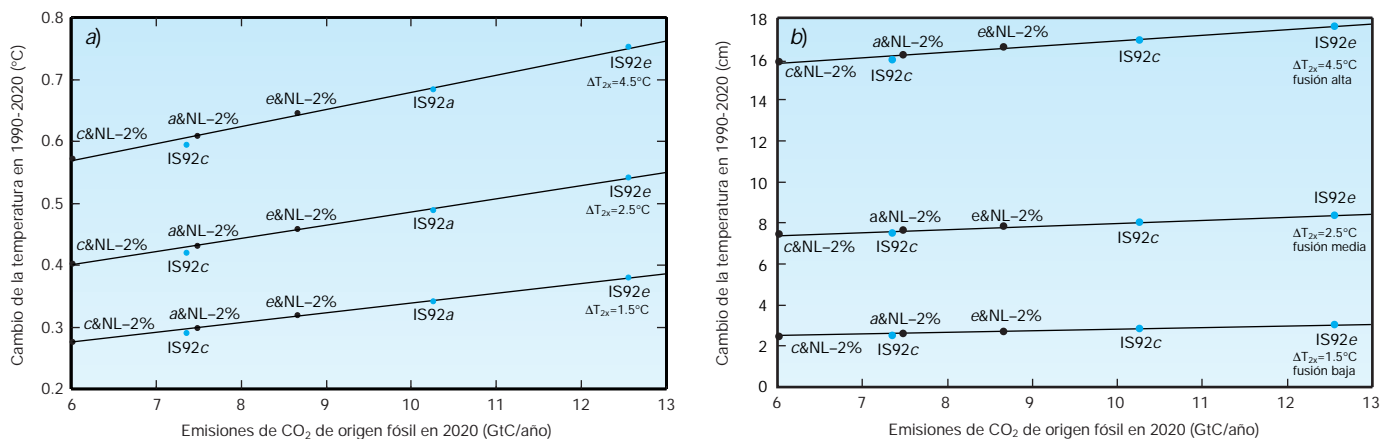 a)
Cambio de la temperatura en 1990-2020 (°C)
0.8
0.7
0.6
0.5
0.4
0.3
0.2
c&NL–2%
a&NL–2%
e&NL–2%
IS92c
IS92a
IS92e
ΔT2x=4.5°C
c&NL–2%
a&NL–2%
e&NL–2%
IS92c
IS92a
IS92e
ΔT2x=2.5°C
c&NL–2%
a&NL–2%
e&NL–2%
IS92c
IS92a
IS92e
ΔT2x=1.5°C
6 7 8 9 10 11 12 13
Emisiones de CO2 de origen fósil en 2020 (GtC/año)
b)
Cambio de la temperatura en 1990-2020 (cm)
18
16
14
12
10
8
6
4
2
0
c&NL–2%
a&NL–2%
e&NL–2%
IS92c
IS92c
IS92e
ΔT2x=4.5°C
fusión alta
c&NL–2%
a&NL–2%
e&NL–2%
IS92c
IS92c
IS92e
ΔT2x=2.5°C
fusión media
c&NL–2%
a&NL–2%
e&NL–2%
IS92c
IS92c
IS92e
ΔT2x=1.5°C
fusión baja
6 7 8 9 10 11 12 13
Emisiones de CO2 de origen fósil en 2020 (GtC/año)